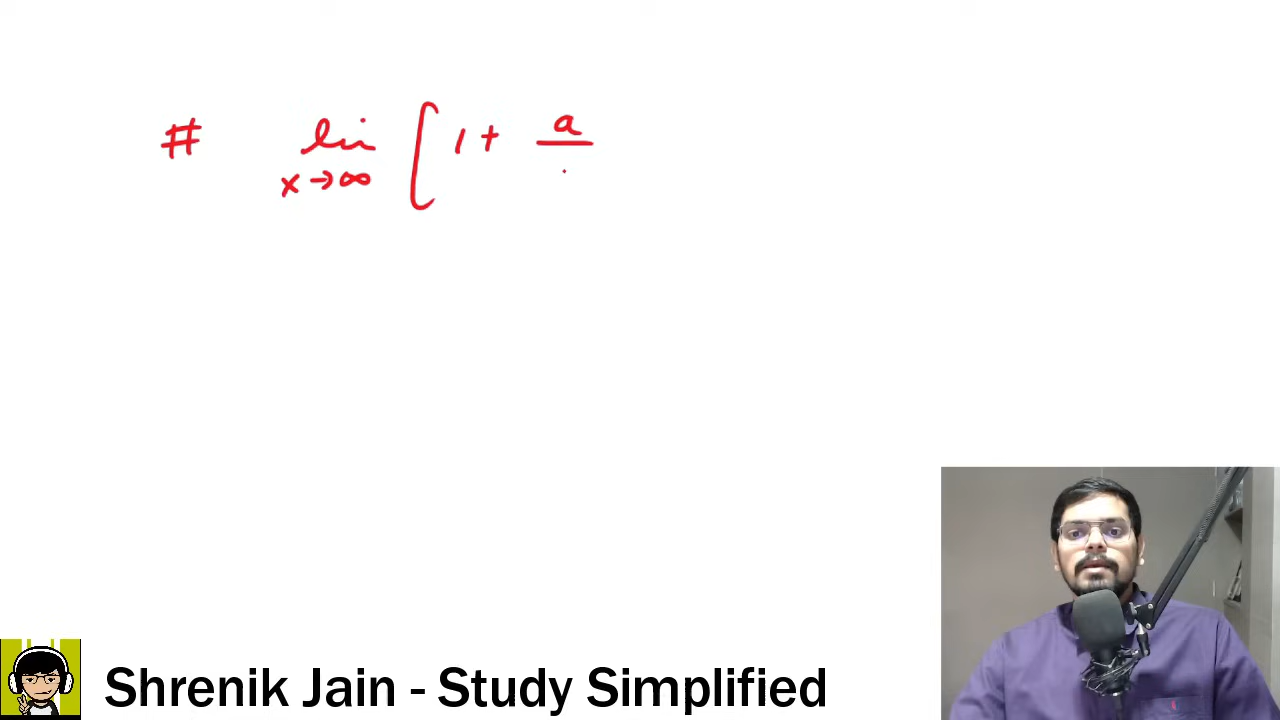 # lim [ 1 + a
x→∞
Shrenik Jain - Study Simplified